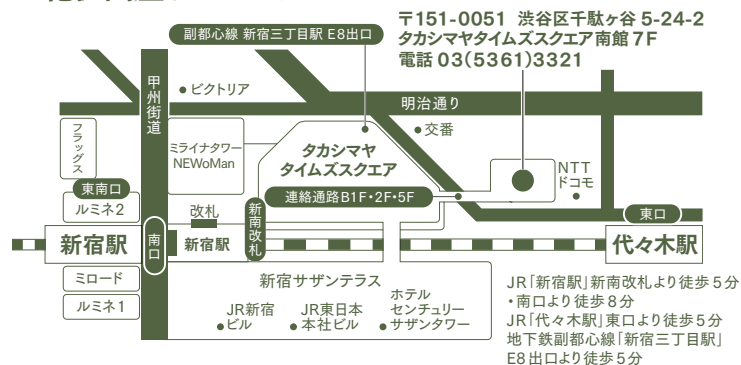 〒151-0051 渋谷区千駄ヶ谷 5-24-2
タカシマヤタイムズスクエア南館 7F
電話 03(5361)3321
副都心線 新宿三丁目駅 E8出口
甲州街道
•ビクトリア
明治通り
•交番
フラッグス
ミライナタワー
NEWoMan
タカシマヤ
タイムズスクエア
NTT
ドコモ
東南口
ルミネ2
連絡通路B1F•2F•5F
改札
新南改札
東口
新宿駅
南口
新宿駅
代々木駅
ミロード
ルミネ1
新宿サザンテラス
JR新宿
•ビル
JR東日本
•本社ビル
ホテル
センチュリー
•サザンタワー
JR「新宿駅」新南改札より徒歩5分
・南口より徒歩8分
JR「代々木駅」東口より徒歩5分
地下鉄副都心線「新宿三丁目駅」
E8出口より徒歩5分